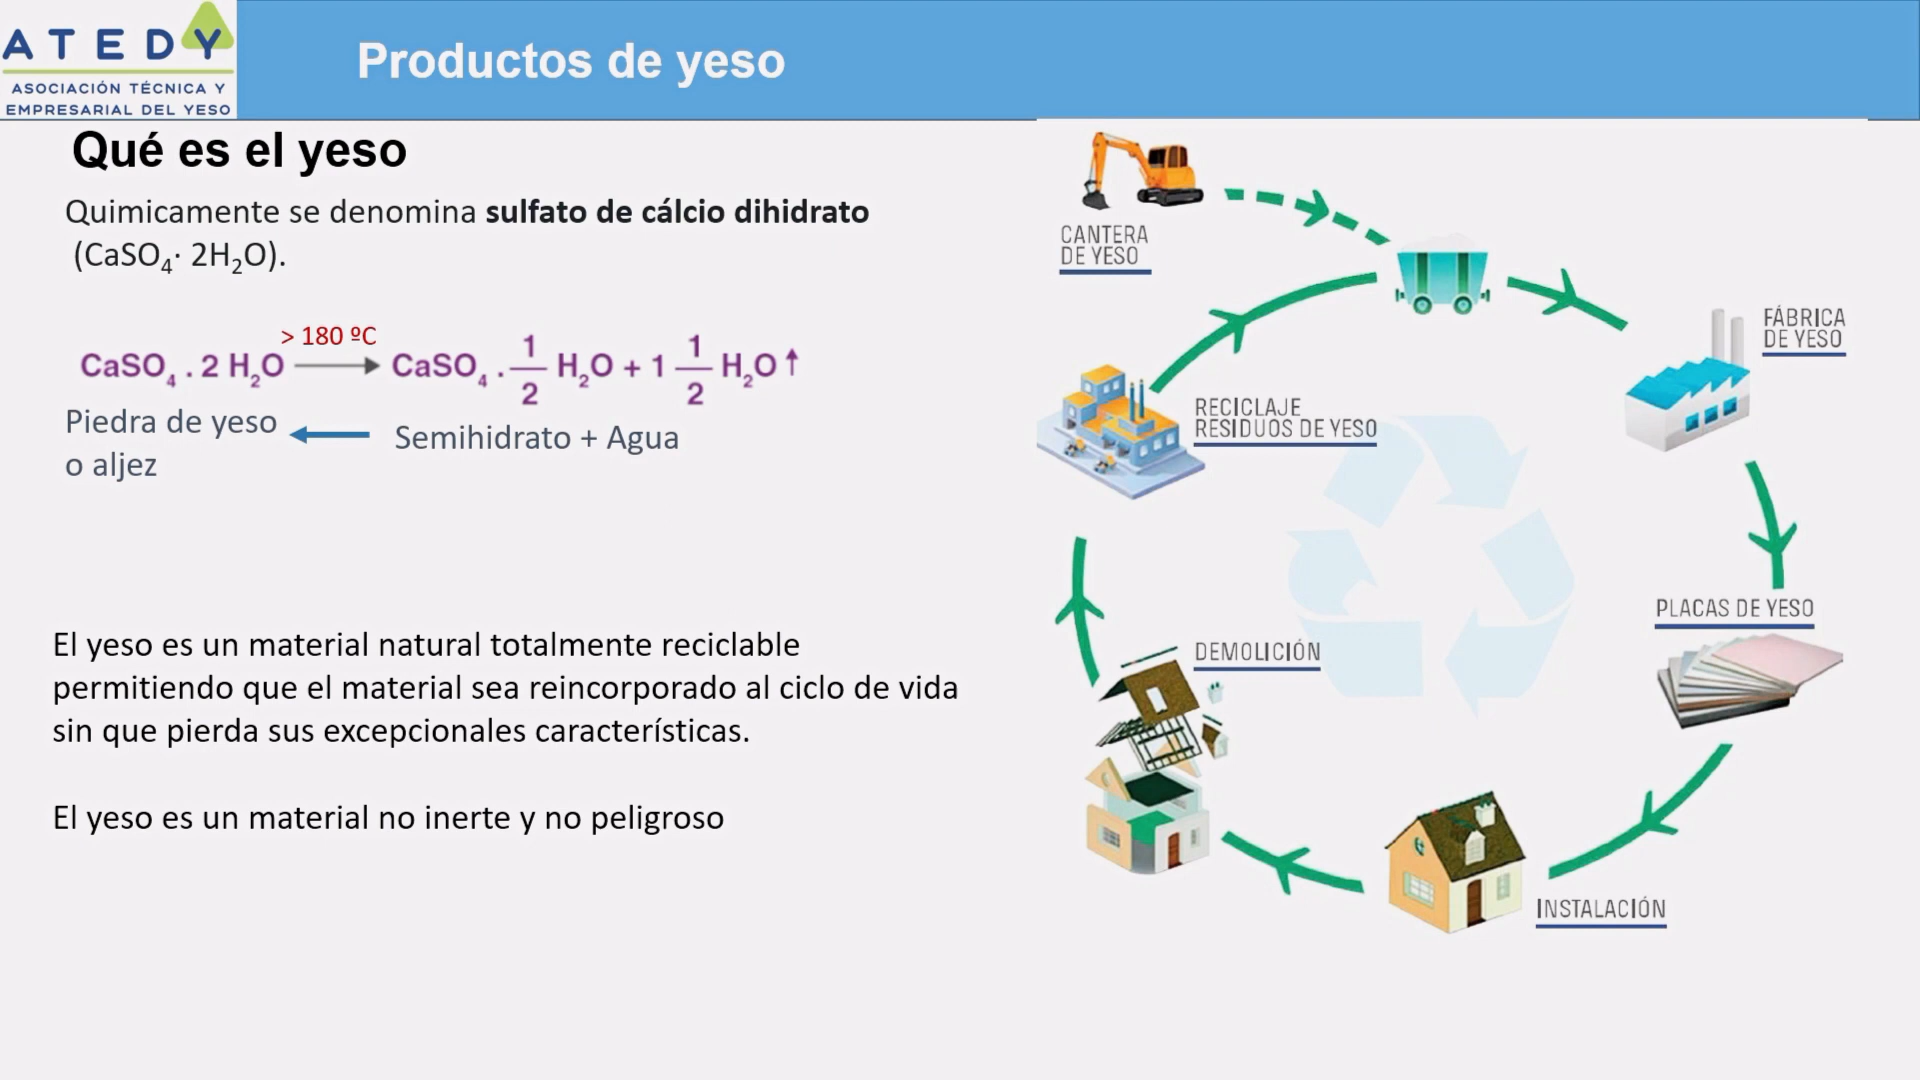 ATEDY
ASOCIACIÓN TÉCNICA Y
EMPRESARIAL DEL YESO
Productos de yeso
Qué es el yeso
Quimicamente se denomina sulfato de cálcio dihidrato
(CaSO₄· 2H₂O).
> 180 ºC
CaSO₄ . 2 H₂O → CaSO₄ . 1/2 H₂O + 1 1/2 H₂O ↑
Piedra de yeso
o aljez
← Semihidrato + Agua
El yeso es un material natural totalmente reciclable
permitiendo que el material sea reincorporado al ciclo de vida
sin que pierda sus excepcionales características.
El yeso es un material no inerte y no peligroso
CANTERA
DE YESO
FÁBRICA
DE YESO
RECICLAJE
RESIDUOS DE YESO
PLACAS DE YESO
DEMOLICIÓN
INSTALACIÓN